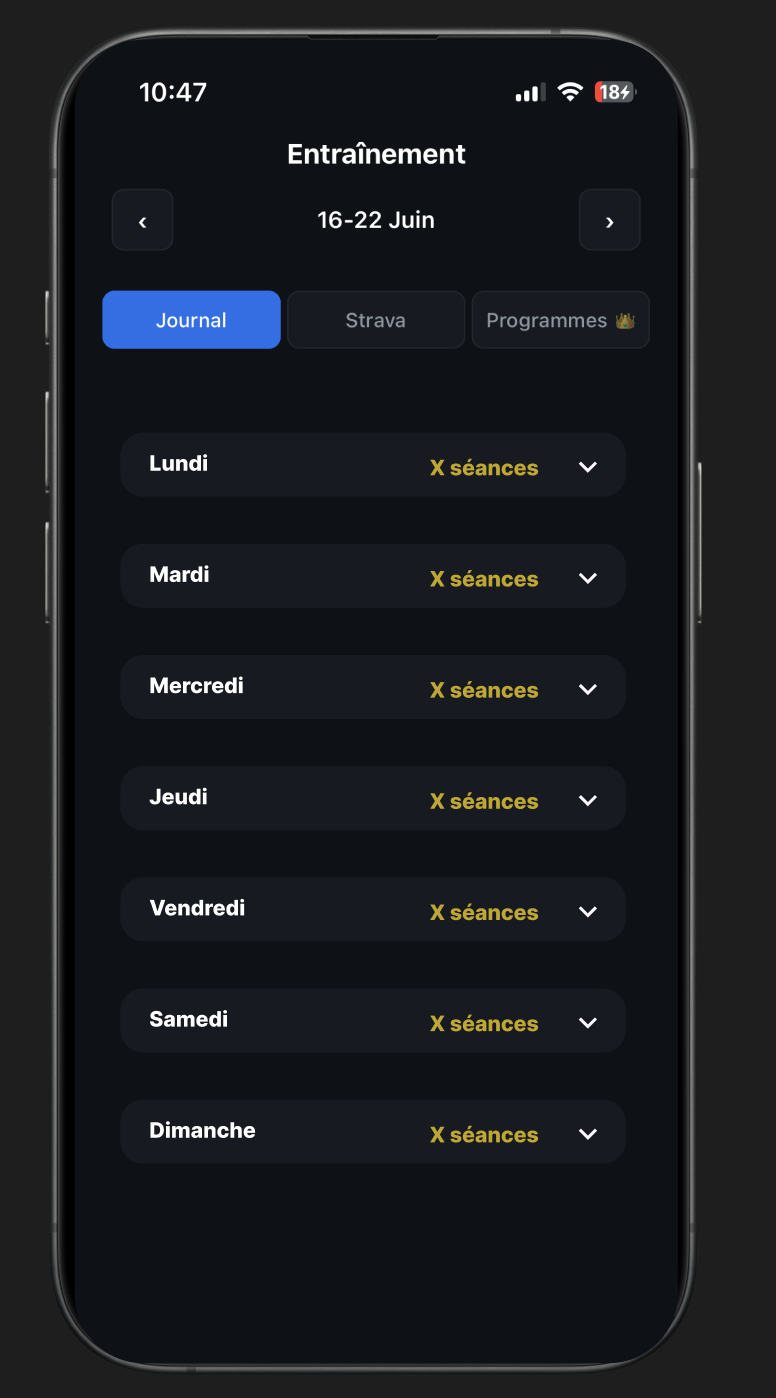 10:47
18
Entraînement
‹ 16-22 Juin ›
Journal Strava Programmes 👑
Lundi X séances
Mardi X séances
Mercredi X séances
Jeudi X séances
Vendredi X séances
Samedi X séances
Dimanche X séances